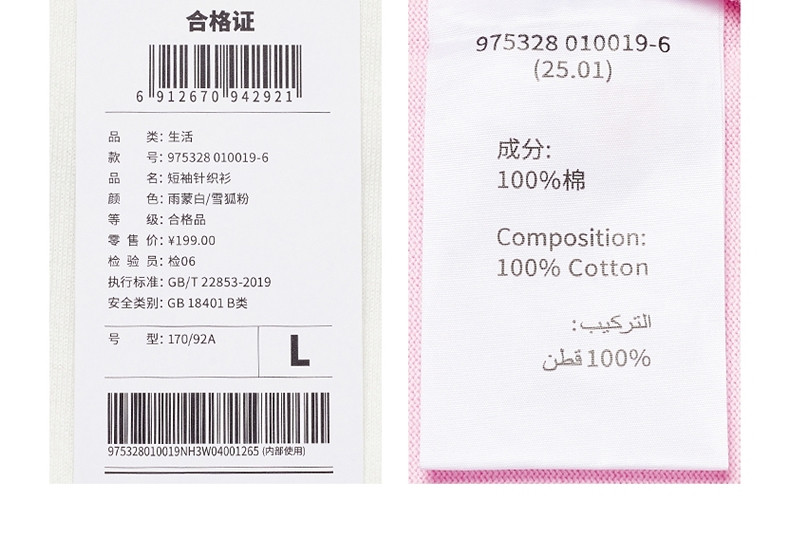 合格证
6 912670 942921
品 类: 生活
款 号: 975328 010019-6
品 名: 短袖针织衫
颜 色: 雨蒙白/雪狐粉
等 级: 合格品
零 售 价: ¥199.00
检 验 员: 检06
执行标准: GB/T 22853-2019
安全类别: GB 18401 B类
号 型: 170/92A
L
975328010019NH3W04001265 (内部使用)
975328 010019-6
(25.01)
成分:
100%棉
Composition:
100% Cotton
التركيب:
100% قطن